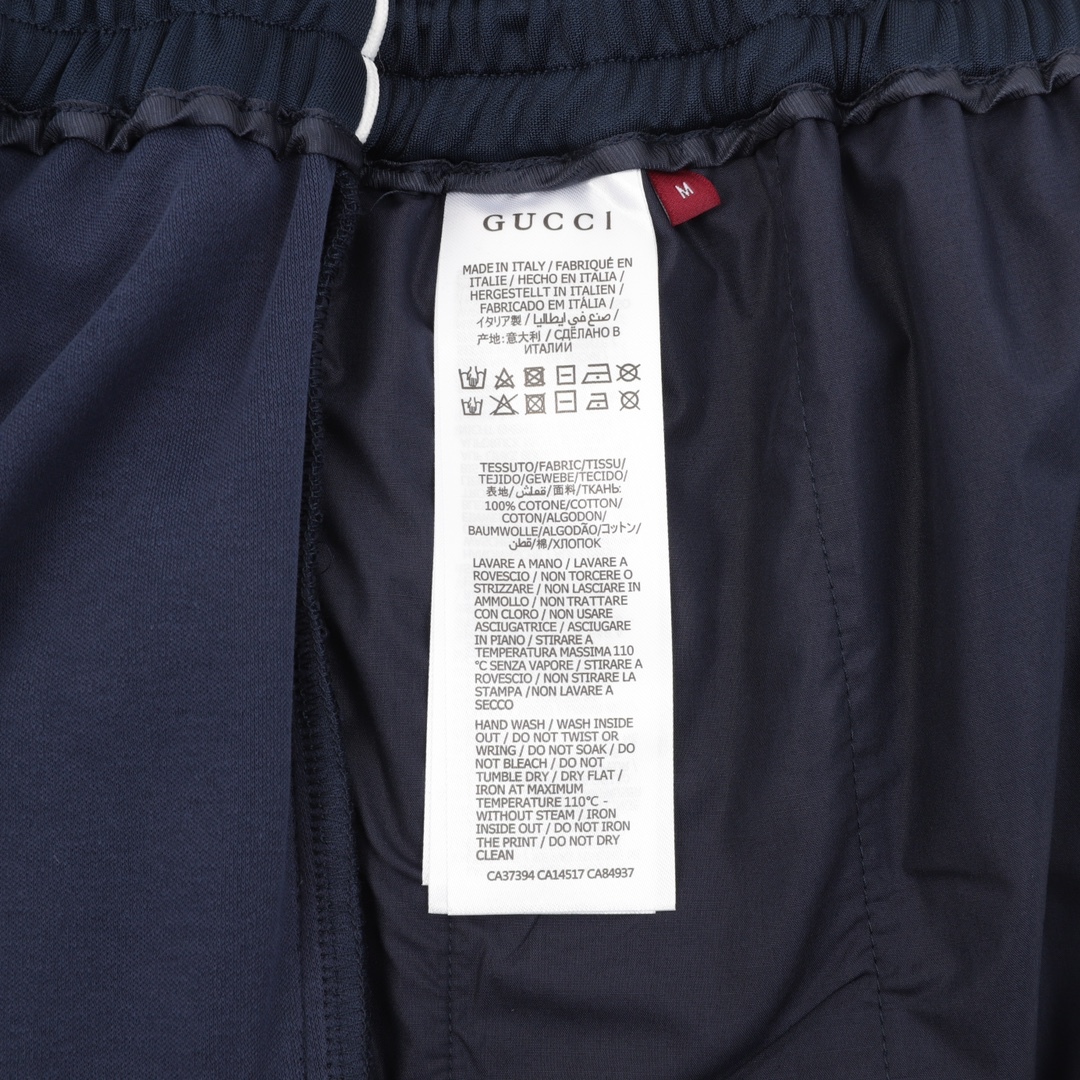 GUCCI
M
MADE IN ITALY / FABRIQUÉ EN
ITALIE / HECHO EN ITALIA /
HERGESTELLT IN ITALIEN /
FABRICADO EM ITÁLIA /
イタリア製 / صنع في ايطاليا /
产地:意大利 / СДЕЛАНО В
ИТАЛИИ
TESSUTO/FABRIC/TISSU/
TEJIDO/GEWEBE/TECIDO/
表地/قماش/面料/ТКАНЬ:
100% COTONE/COTTON/
COTON/ALGODON/
BAUMWOLLE/ALGODÃO/コットン/
قطن/棉/ХЛОПОК
LAVARE A MANO / LAVARE A
ROVESCIO / NON TORCERE O
STRIZZARE / NON LASCIARE IN
AMMOLLO / NON TRATTARE
CON CLORO / NON USARE
ASCIUGATRICE / ASCIUGARE
IN PIANO / STIRARE A
TEMPERATURA MASSIMA 110
°C SENZA VAPORE / STIRARE A
ROVESCIO / NON STIRARE LA
STAMPA / NON LAVARE A
SECCO
HAND WASH / WASH INSIDE
OUT / DO NOT TWIST OR
WRING / DO NOT SOAK / DO
NOT BLEACH / DO NOT
TUMBLE DRY / DRY FLAT /
IRON AT MAXIMUM
TEMPERATURE 110°C -
WITHOUT STEAM / IRON
INSIDE OUT / DO NOT IRON
THE PRINT / DO NOT DRY
CLEAN
CA37394 CA14517 CA84937